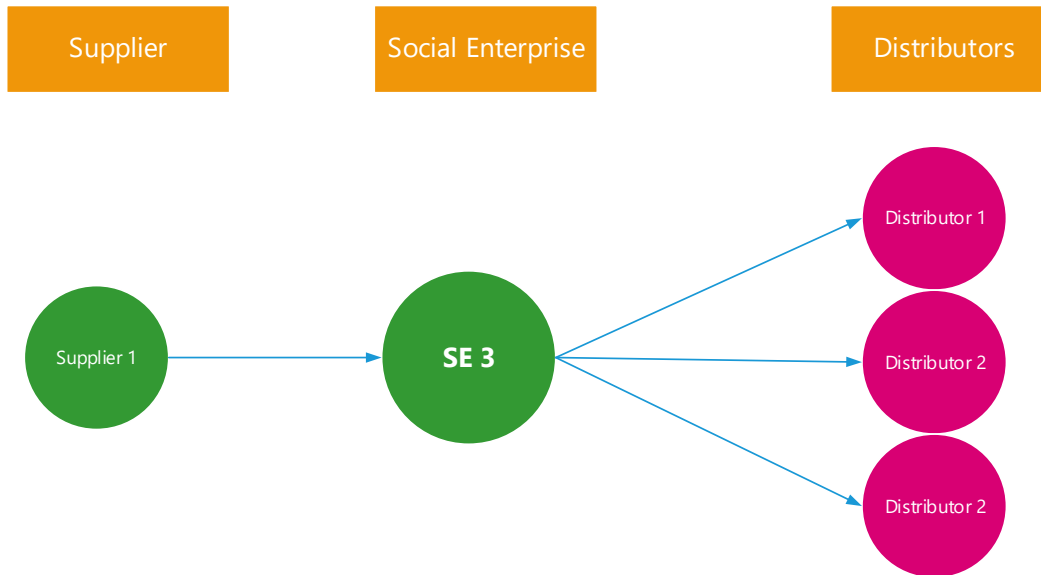 Supplier
Social Enterprise
Distributors
Distributor 1
Supplier 1
SE 3
Distributor 2
Distributor 2